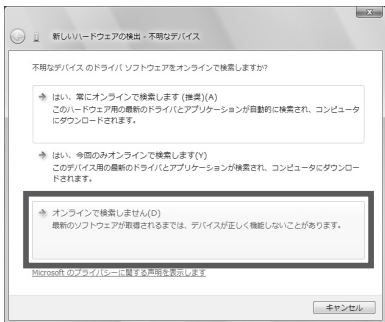 新しいハードウェアの検出 - 不明なデバイス
不明なデバイス のドライバ ソフトウェアをオンラインで検索しますか?
はい、常にオンラインで検索します (推奨)(A)
このハードウェア用の最新のドライバとアプリケーションが自動的に検索され、コンピュータ
にダウンロードされます。
はい、今回のみオンラインで検索します(Y)
このデバイス用の最新のドライバとアプリケーションが検索され、コンピュータにダウンロー
ドされます。
オンラインで検索しません(D)
最新のソフトウェアが取得されるまでは、デバイスが正しく機能しないことがあります。
Microsoft のプライバシーに関する声明を表示します
キャンセル